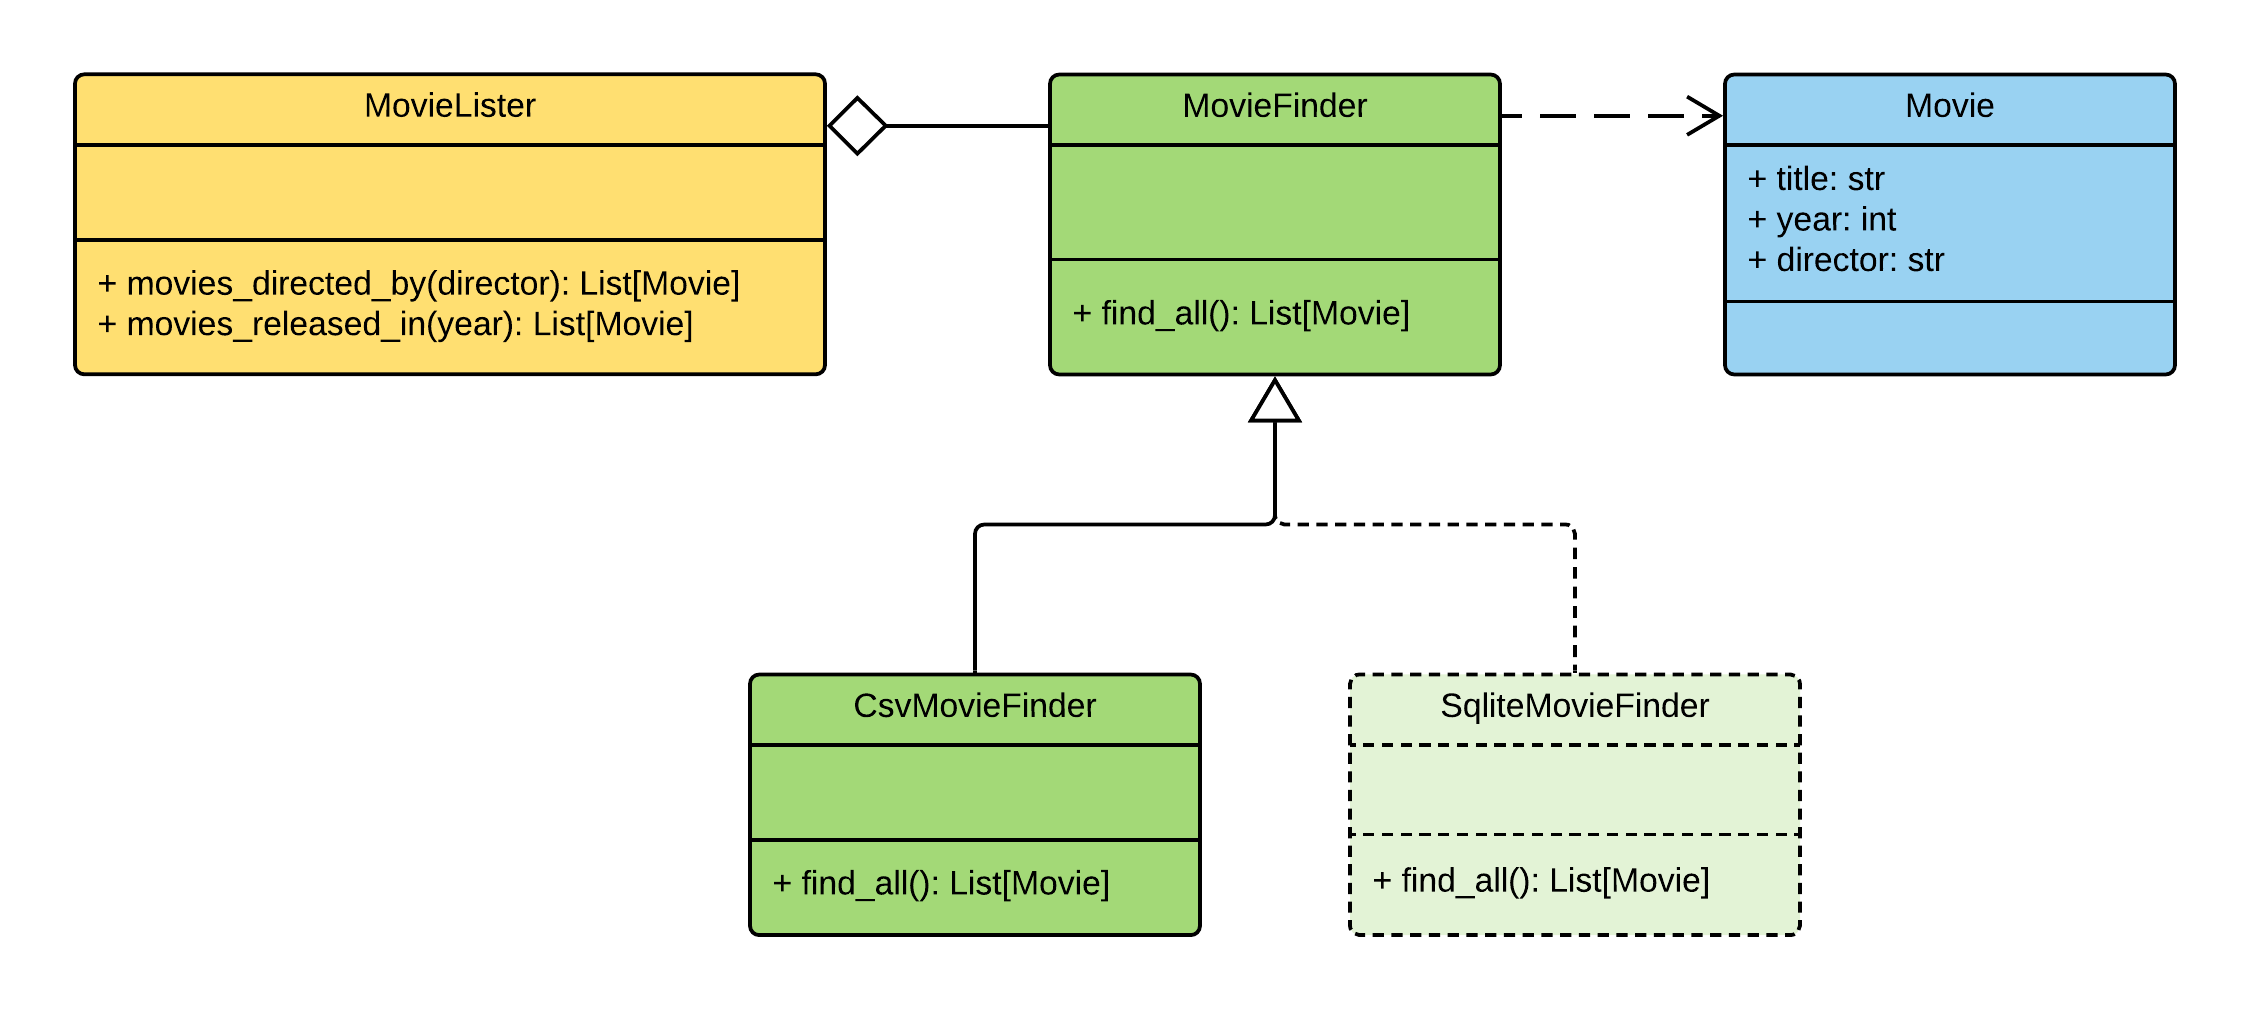 MovieLister
+ movies_directed_by(director): List[Movie]
+ movies_released_in(year): List[Movie]
MovieFinder
+ find_all(): List[Movie]
Movie
+ title: str
+ year: int
+ director: str
CsvMovieFinder
+ find_all(): List[Movie]
SqliteMovieFinder
+ find_all(): List[Movie]